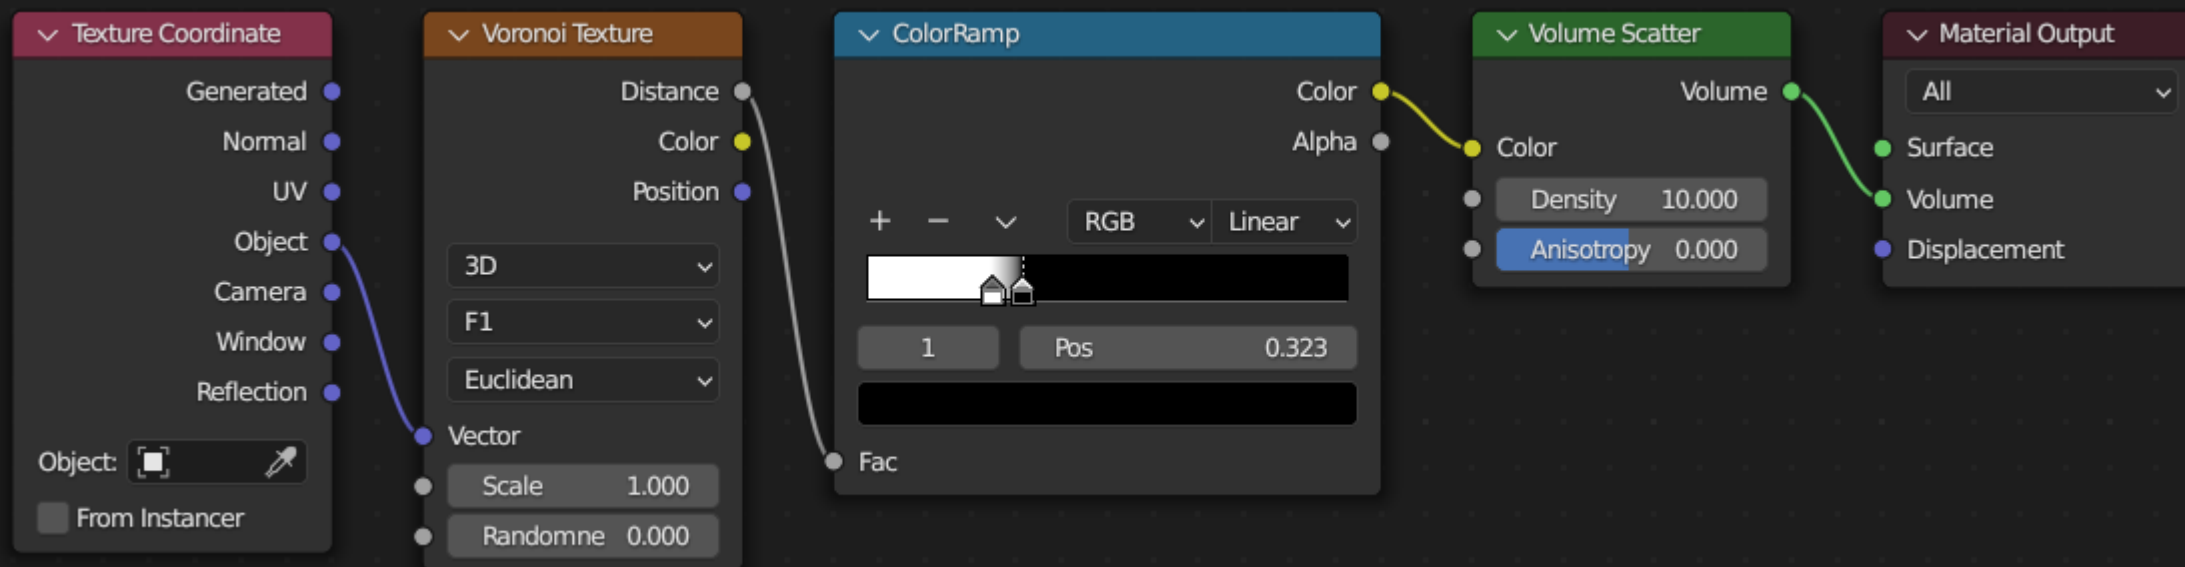 Texture Coordinate
Generated
Normal
UV
Object
Camera
Window
Reflection
Object:
From Instancer
Voronoi Texture
Distance
Color
Position
3D
F1
Euclidean
Vector
Scale 1.000
Randomne 0.000
ColorRamp
Color
Alpha
RGB Linear
1 Pos 0.323
Fac
Volume Scatter
Volume
Color
Density 10.000
Anisotropy 0.000
Material Output
All
Surface
Volume
Displacement